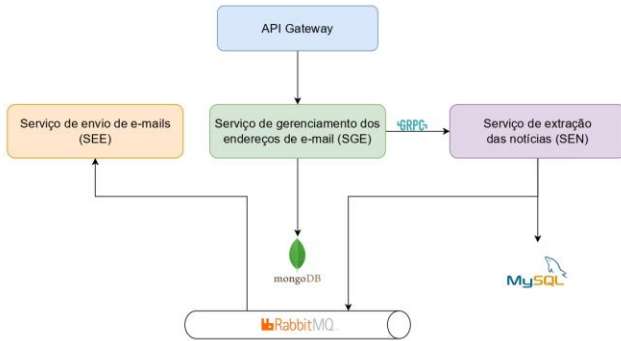 API Gateway
Serviço de envio de e-mails
(SEE)
Serviço de gerenciamento dos
endereços de e-mail (SGE)
GRPC
Serviço de extração
das notícias (SEN)
mongoDB
MySQL
RabbitMQ